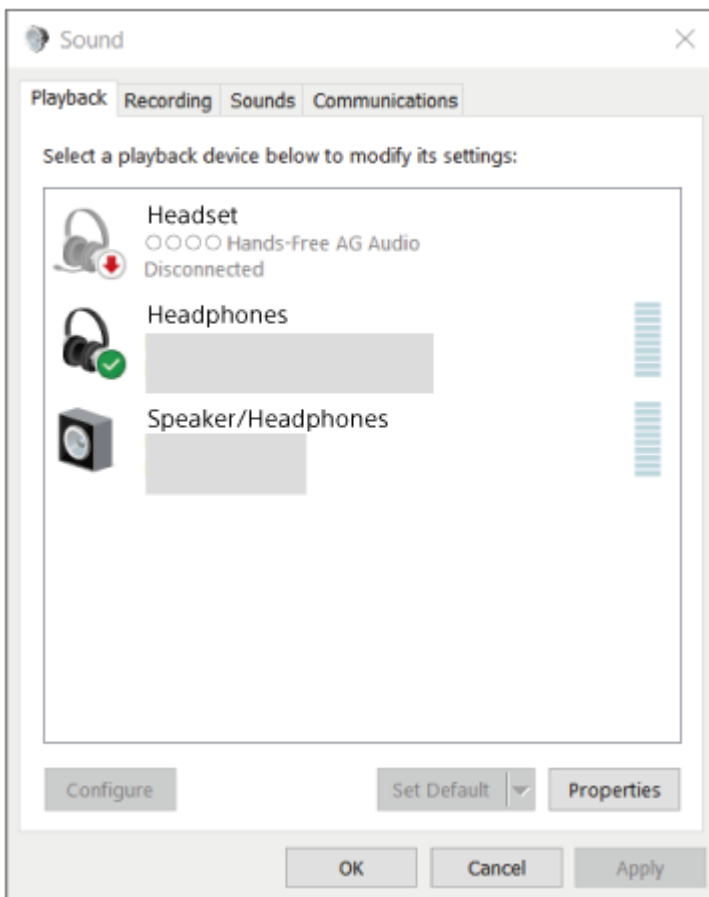 Sound
Playback Recording Sounds Communications
Select a playback device below to modify its settings:
Headset
○○○○ Hands-Free AG Audio
Disconnected
Headphones
Speaker/Headphones
Configure Set Default Properties
OK Cancel Apply